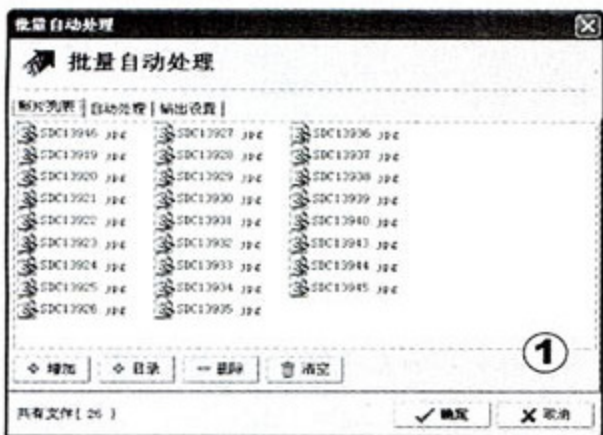 批量自动处理
批量自动处理
照片列表 | 自动处理 | 输出设置 |
SDC13946.jpg SDC13927.jpg SDC13936.jpg
SDC13919.jpg SDC13928.jpg SDC13937.jpg
SDC13920.jpg SDC13929.jpg SDC13938.jpg
SDC13921.jpg SDC13930.jpg SDC13939.jpg
SDC13922.jpg SDC13931.jpg SDC13940.jpg
SDC13923.jpg SDC13932.jpg SDC13943.jpg
SDC13924.jpg SDC13933.jpg SDC13944.jpg
SDC13925.jpg SDC13934.jpg SDC13945.jpg
SDC13926.jpg SDC13935.jpg
增加 目录 删除 清空
①
共有文件[ 26 ] 确定 取消